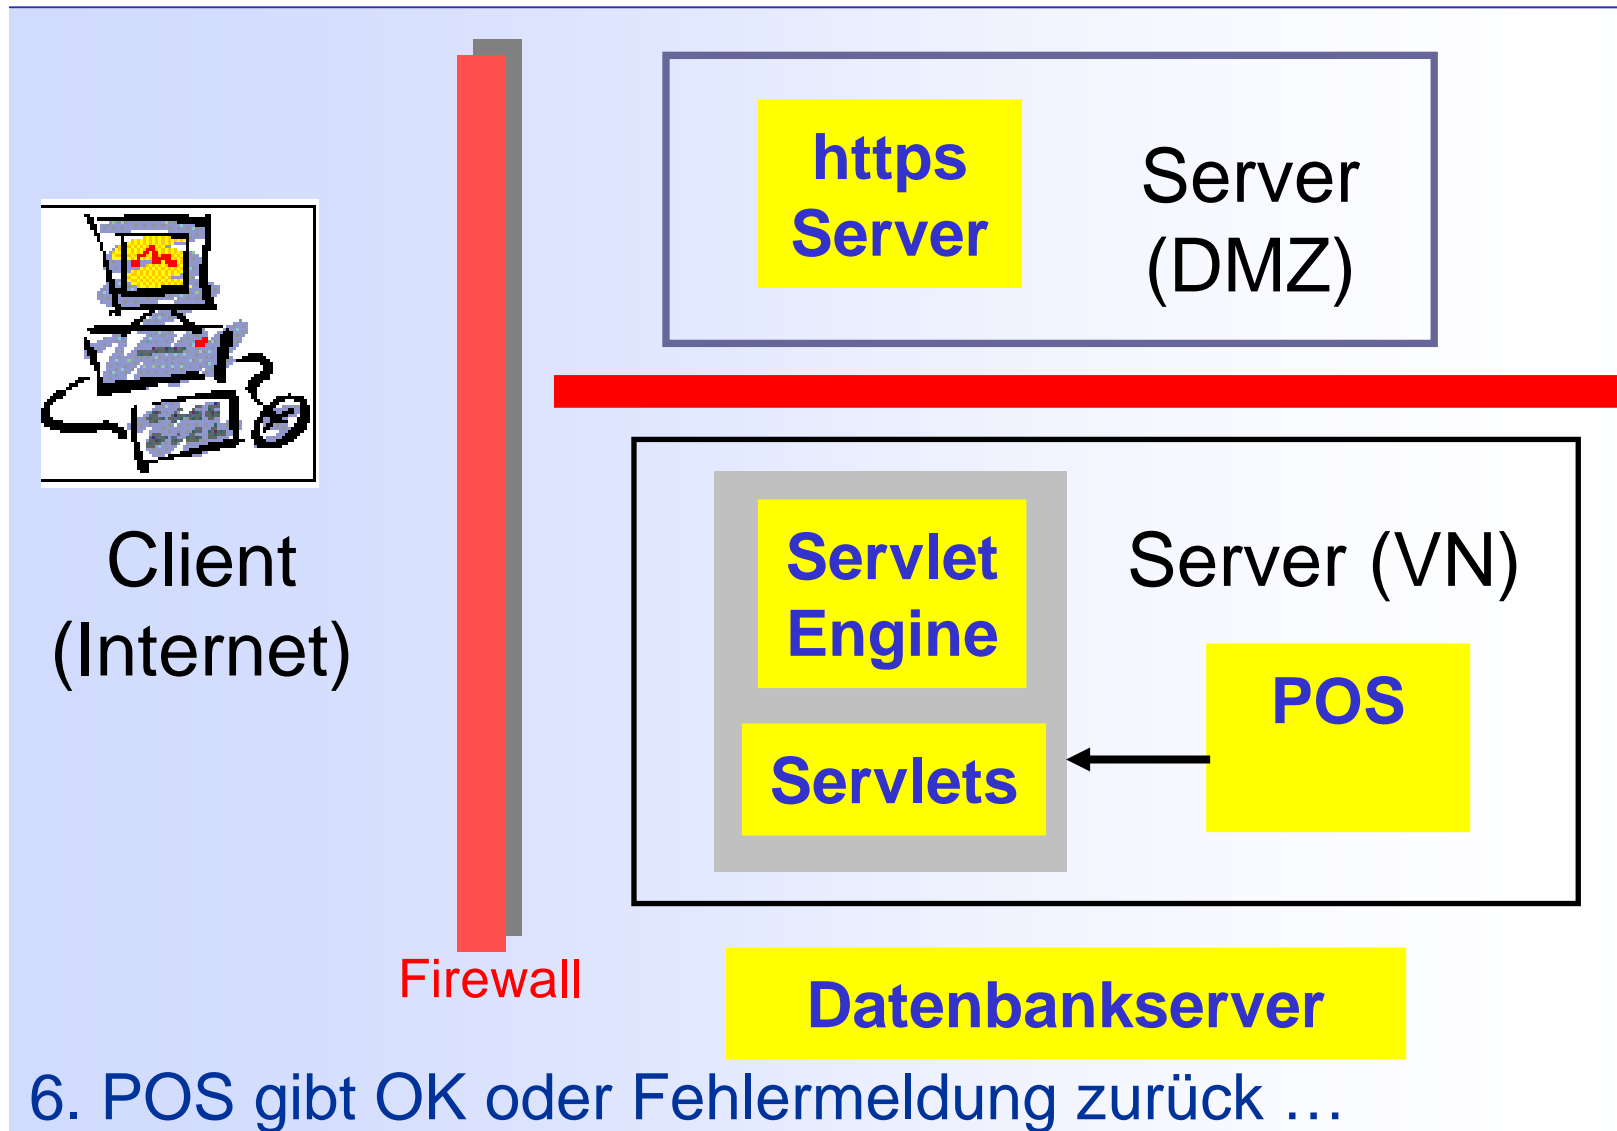 https
Server
Server
(DMZ)
Client
(Internet)
Servlet
Engine
Server (VN)
POS
Servlets
Firewall
Datenbankserver
6. POS gibt OK oder Fehlermeldung zurück …